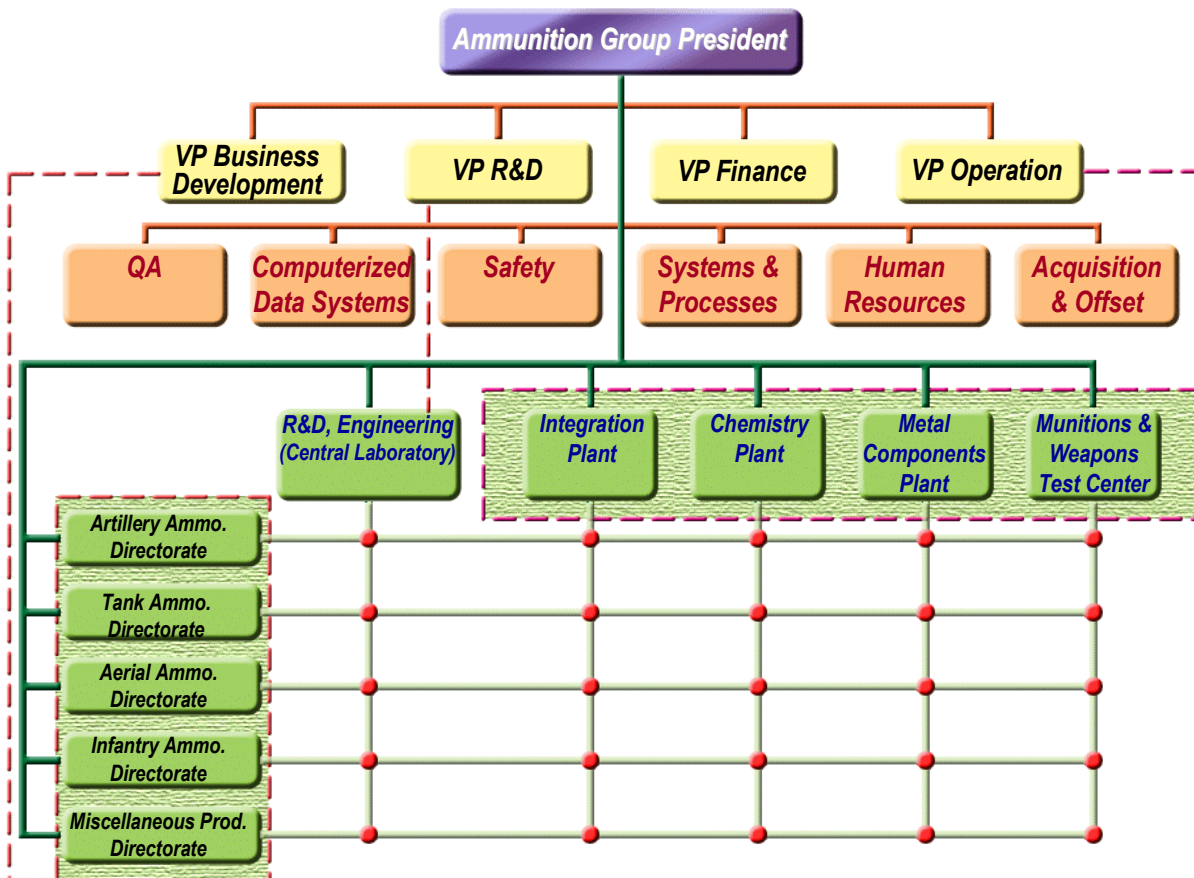 Ammunition Group President
VP Business
Development
VP R&D
VP Finance
VP Operation
QA
Computerized
Data Systems
Safety
Systems &
Processes
Human
Resources
Acquisition
& Offset
R&D, Engineering
(Central Laboratory)
Integration
Plant
Chemistry
Plant
Metal
Components
Plant
Munitions &
Weapons
Test Center
Artillery Ammo.
Directorate
Tank Ammo.
Directorate
Aerial Ammo.
Directorate
Infantry Ammo.
Directorate
Miscellaneous Prod.
Directorate